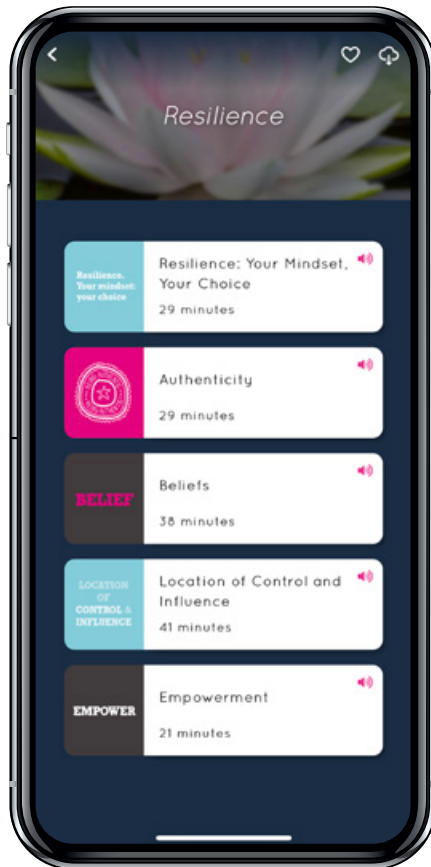 Resilience
Resilience.
Your mindset:
your choice
Resilience: Your Mindset,
Your Choice
29 minutes
Authenticity
29 minutes
BELIEF
Beliefs
38 minutes
LOCATION
OF
CONTROL &
INFLUENCE
Location of Control and
Influence
41 minutes
EMPOWER
Empowerment
21 minutes